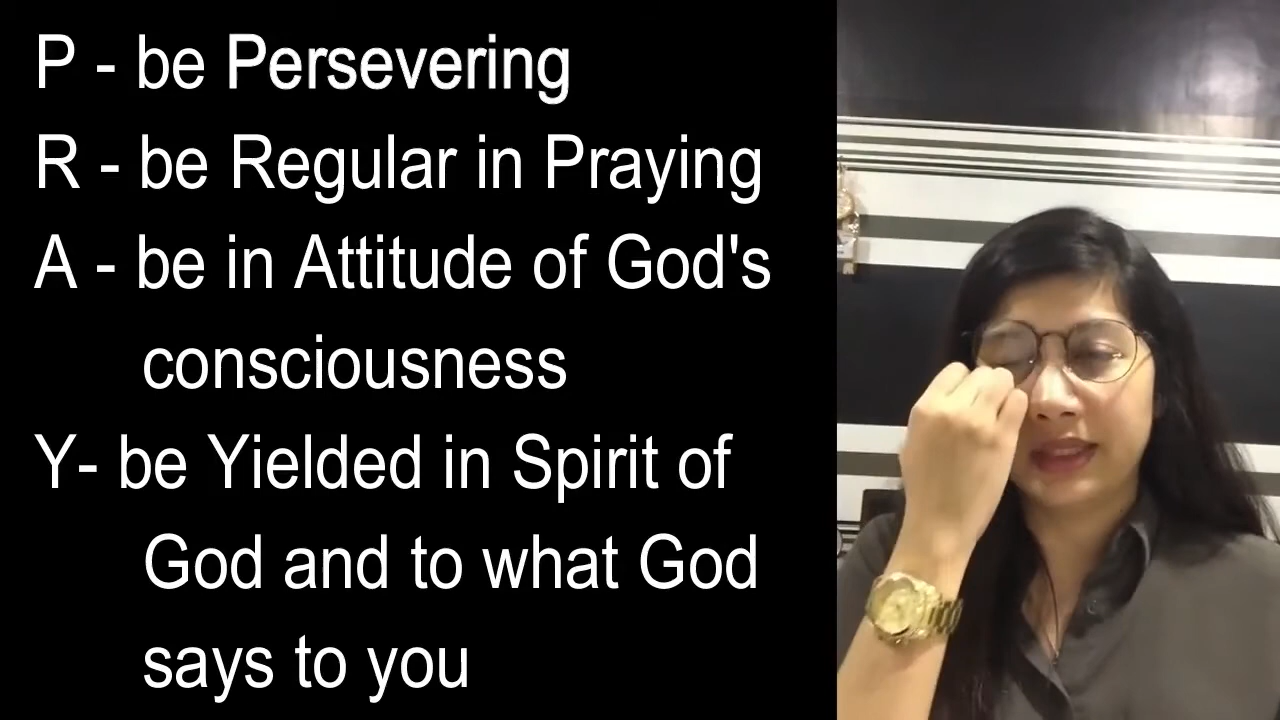 P - be Persevering
R - be Regular in Praying
A - be in Attitude of God's
consciousness
Y- be Yielded in Spirit of
God and to what God
says to you